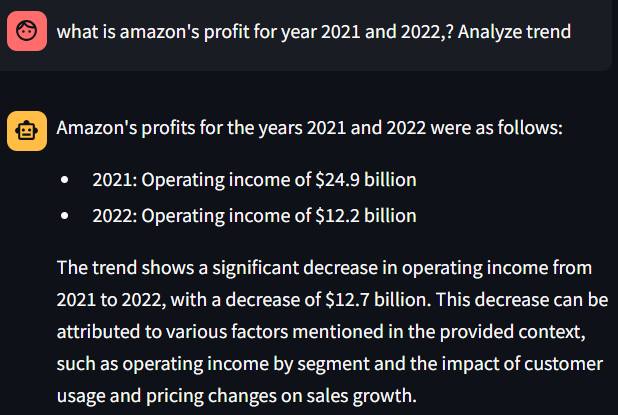 what is amazon's profit for year 2021 and 2022,? Analyze trend
Amazon's profits for the years 2021 and 2022 were as follows:
• 2021: Operating income of $24.9 billion
• 2022: Operating income of $12.2 billion
The trend shows a significant decrease in operating income from
2021 to 2022, with a decrease of $12.7 billion. This decrease can be
attributed to various factors mentioned in the provided context,
such as operating income by segment and the impact of customer
usage and pricing changes on sales growth.